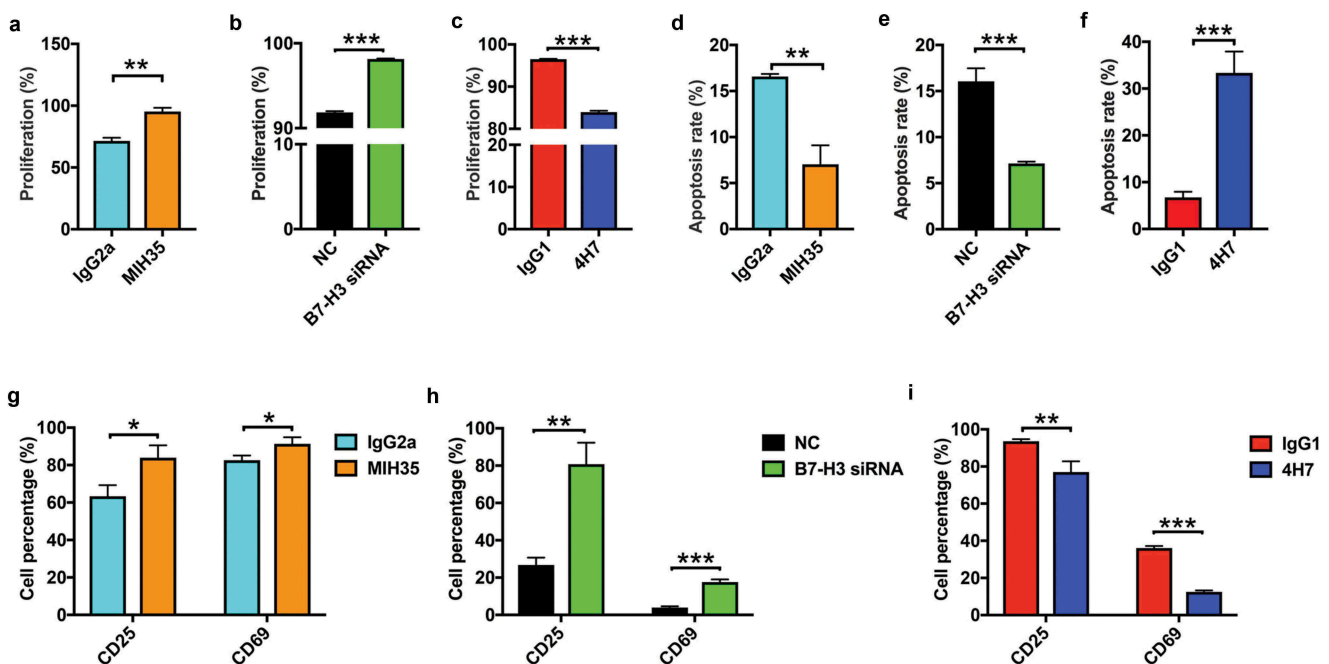 a
Proliferation (%)
150
100
50
0
**
IgG2a
MIH35
b
Proliferation (%)
100
90
10
0
***
NC
B7-H3 siRNA
c
Proliferation (%)
100
90
80
20
15
10
5
0
***
IgG1
4H7
d
Apoptosis rate (%)
20
15
10
5
0
**
IgG2a
MIH35
e
Apoptosis rate (%)
20
15
10
5
0
***
NC
B7-H3 siRNA
f
Apoptosis rate (%)
40
30
20
10
0
***
IgG1
4H7
g
Cell percentage (%)
100
80
60
40
20
0
*
*
CD25
CD69
IgG2a
MIH35
h
Cell percentage (%)
100
80
60
40
20
0
**
***
CD25
CD69
NC
B7-H3 siRNA
i
Cell percentage (%)
100
80
60
40
20
0
**
***
CD25
CD69
IgG1
4H7